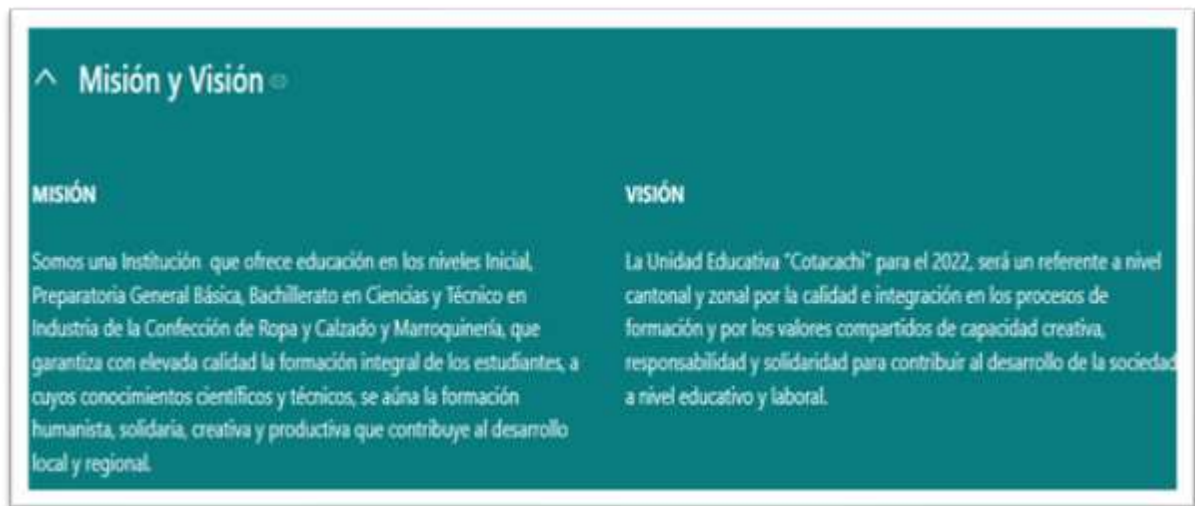 Misión y Visión
MISIÓN
Somos una Institución que ofrece educación en los niveles Inicial,
Preparatoria General Básica, Bachillerato en Ciencias y Técnico en
Industria de la Confección de Ropa y Calzado y Marroquinería, que
garantiza con elevada calidad la formación integral de los estudiantes, a
cuyos conocimientos científicos y técnicos, se aúna la formación
humanista, solidaria, creativa y productiva que contribuye al desarrollo
local y regional.
VISIÓN
La Unidad Educativa "Cotacachi" para el 2022, será un referente a nivel
cantonal y zonal por la calidad e integración en los procesos de
formación y por los valores compartidos de capacidad creativa,
responsabilidad y solidaridad para contribuir al desarrollo de la sociedad
a nivel educativo y laboral.